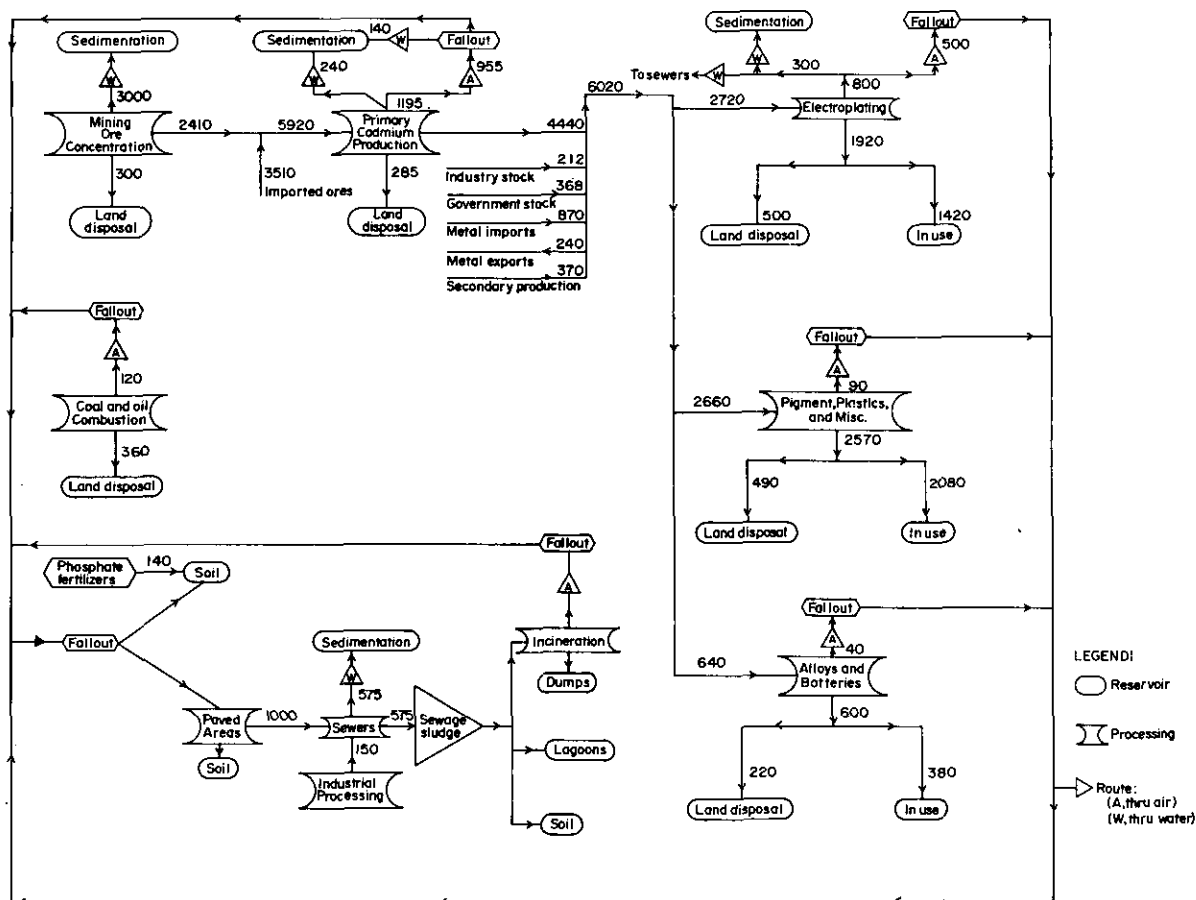 Sedimentation
W
3000
Mining
Ore
Concentration
300
Land
disposal
2410
5920
3510
Imported ores
Sedimentation
140
W
Fallout
240
W
955
A
1195
Primary
Cadmium
Production
285
Land
disposal
6020
4440
212
Industry stock
368
Government stock
870
Metal imports
240
Metal exports
370
Secondary production
Sedimentation
Fallout
W
500
A
To sewers
W
300
800
2720
Electroplating
1920
500
1420
Land disposal
In use
Fallout
A
120
Coal and oil
Combustion
360
Land disposal
Fallout
A
90
2660
Pigment, Plastics,
and Misc.
2570
490
2080
Land disposal
In use
Phosphate
fertilizers
140
Soil
Fallout
Fallout
A
Sedimentation
W
Incineration
Dumps
575
Paved
Areas
1000
Sewers
575
Sewage
sludge
Soil
150
Industrial
Processing
Lagoons
Soil
Fallout
A
40
640
Alloys and
Batteries
600
220
380
Land disposal
In use
LEGENDI
Reservoir
Processing
Route:
(A, thru air)
(W, thru water)